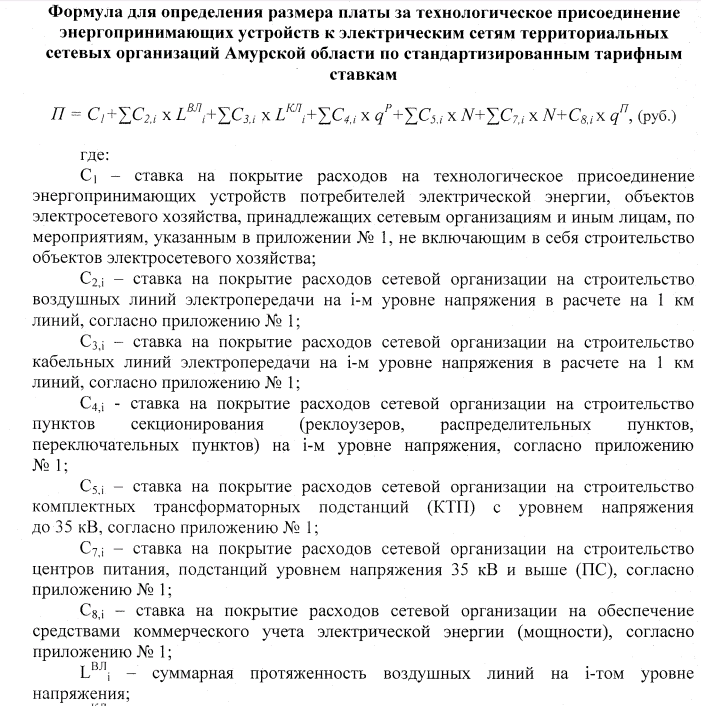 Формула для определения размера платы за технологическое присоединение
энергопринимающих устройств к электрическим сетям территориальных
сетевых организаций Амурской области по стандартизированным тарифным
ставкам
П = C₁+∑C₂,ᵢ x Lᴮᴸᵢ+∑C₃,ᵢ x Lᴷᴸᵢ+∑C₄,ᵢ x qᴾ+∑C₅,ᵢ x N+∑C₇,ᵢ x N+C₈,ᵢ x qᴾ, (руб.)
где:
C₁ – ставка на покрытие расходов на технологическое присоединение
энергопринимающих устройств потребителей электрической энергии, объектов
электросетевого хозяйства, принадлежащих сетевым организациям и иным лицам, по
мероприятиям, указанным в приложении № 1, не включающим в себя строительство
объектов электросетевого хозяйства;
C₂,ᵢ – ставка на покрытие расходов сетевой организации на строительство
воздушных линий электропередачи на i-м уровне напряжения в расчете на 1 км
линий, согласно приложению № 1;
C₃,ᵢ – ставка на покрытие расходов сетевой организации на строительство
кабельных линий электропередачи на i-м уровне напряжения в расчете на 1 км
линий, согласно приложению № 1;
C₄,ᵢ - ставка на покрытие расходов сетевой организации на строительство
пунктов секционирования (реклоузеров, распределительных пунктов,
переключательных пунктов) на i-м уровне напряжения, согласно приложению
№ 1;
C₅,ᵢ – ставка на покрытие расходов сетевой организации на строительство
комплектных трансформаторных подстанций (КТП) с уровнем напряжения
до 35 кВ, согласно приложению № 1;
C₇,ᵢ – ставка на покрытие расходов сетевой организации на строительство
центров питания, подстанций уровнем напряжения 35 кВ и выше (ПС), согласно
приложению № 1;
C₈,ᵢ – ставка на покрытие расходов сетевой организации на обеспечение
средствами коммерческого учета электрической энергии (мощности), согласно
приложению № 1;
Lᴮᴸᵢ – суммарная протяженность воздушных линий на i-том уровне
напряжения;